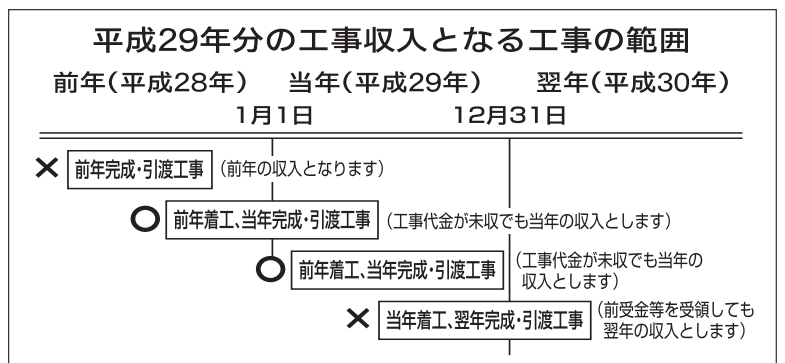 平成29年分の工事収入となる工事の範囲
前年(平成28年) 当年(平成29年) 翌年(平成30年)
1月1日 12月31日
× 前年完成・引渡工事 (前年の収入となります)
○ 前年着工、当年完成・引渡工事 (工事代金が未収でも当年の収入とします)
○ 前年着工、当年完成・引渡工事 (工事代金が未収でも当年の
収入とします)
× 当年着工、翌年完成・引渡工事 (前受金等を受領しても
翌年の収入とします)